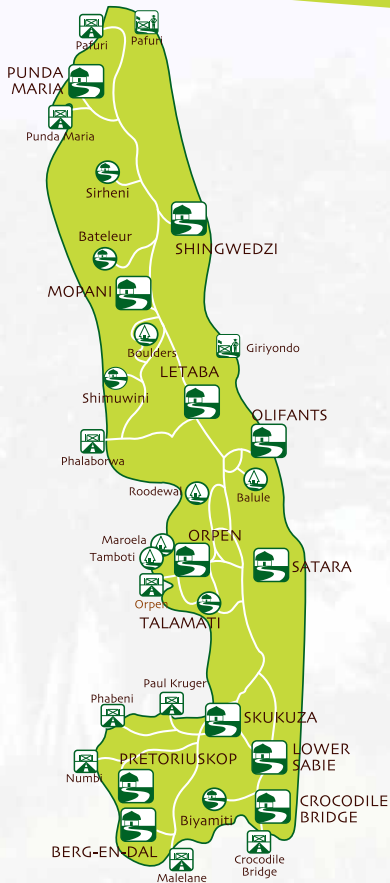 Pafuri
Pafuri
PUNDA
MARIA
Punda Maria
Sirheni
Bateleur
SHINGWEDZI
MOPANI
Boulders
Giriyondo
LETABA
Shimuwini
OLIFANTS
Phalaborwa
Roodewal
Balule
Maroela
ORPEN
Tamboti
SATARA
Orpen
TALAMATI
Paul Kruger
Phabeni
SKUKUZA
Numbi
PRETORIUSKOP
LOWER
SABIE
Biyamiti
CROCODILE
BRIDGE
BERG-EN-DAL
Malelane
Crocodile
Bridge